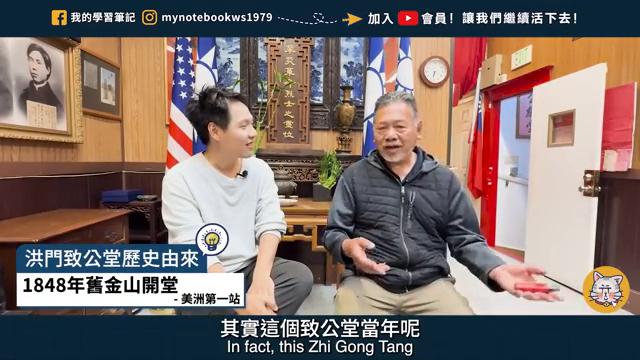 我的學習筆記 mynotebookws1979 加入 會員! 讓我們繼續活下去!
洪門致公堂歷史由來
1848年舊金山開堂
- 美洲第一站
其實這個致公堂當年呢
In fact, this Zhi Gong Tang